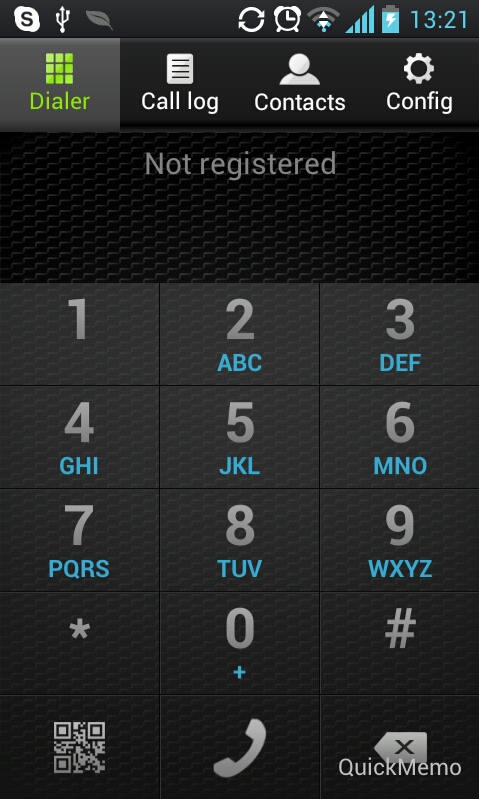 13:21
Dialer Call log Contacts Config
Not registered
1 2 3
ABC DEF
4 5 6
GHI JKL MNO
7 8 9
PQRS TUV WXYZ
* 0 #
+
QuickMemo